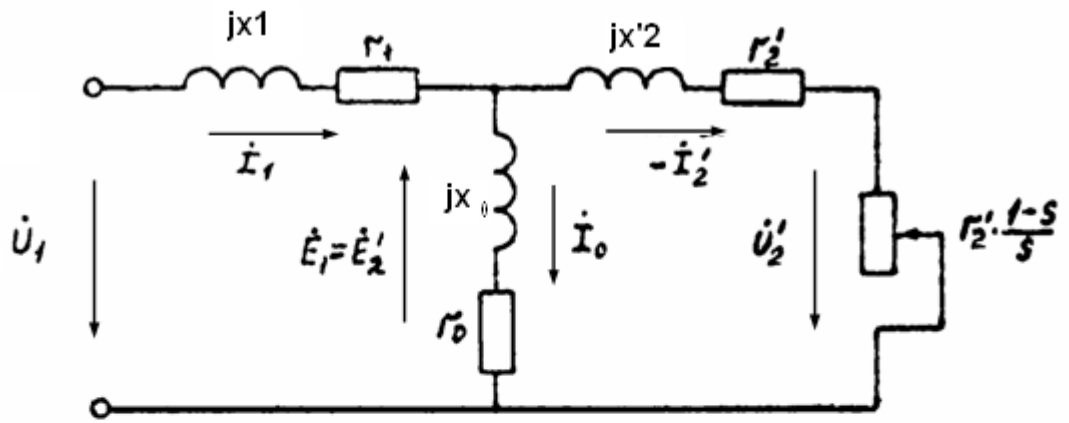 jx1
r₁
jx'2
r₂'
İ₁
-İ₂'
U̇₁
Ė₁=Ė₂'
jx₀
İ₀
U̇₂'
r₂'·(1-s)/s
r₀